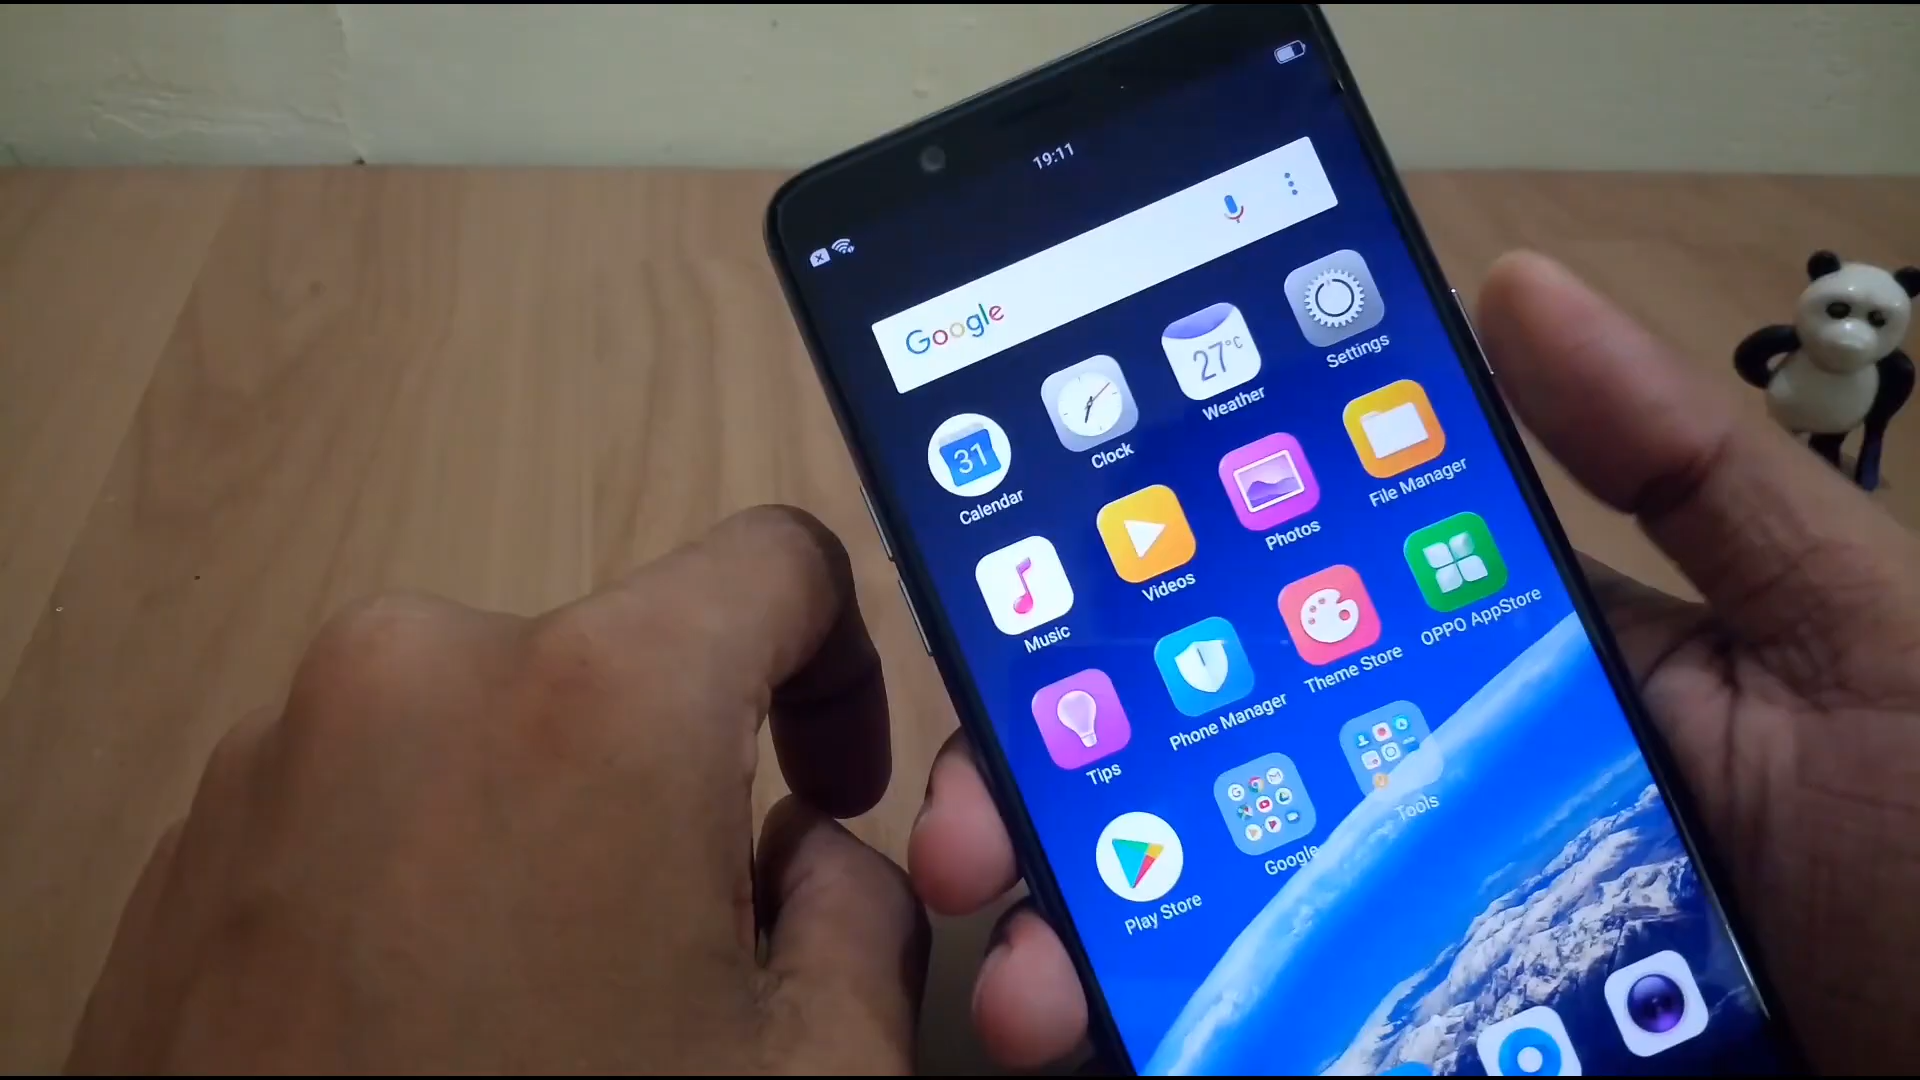 19:11
Google
27°C
31
Calendar
Clock
Weather
Settings
Music
Videos
Photos
File Manager
Tips
Phone Manager
Theme Store
OPPO AppStore
Play Store
Google
Tools